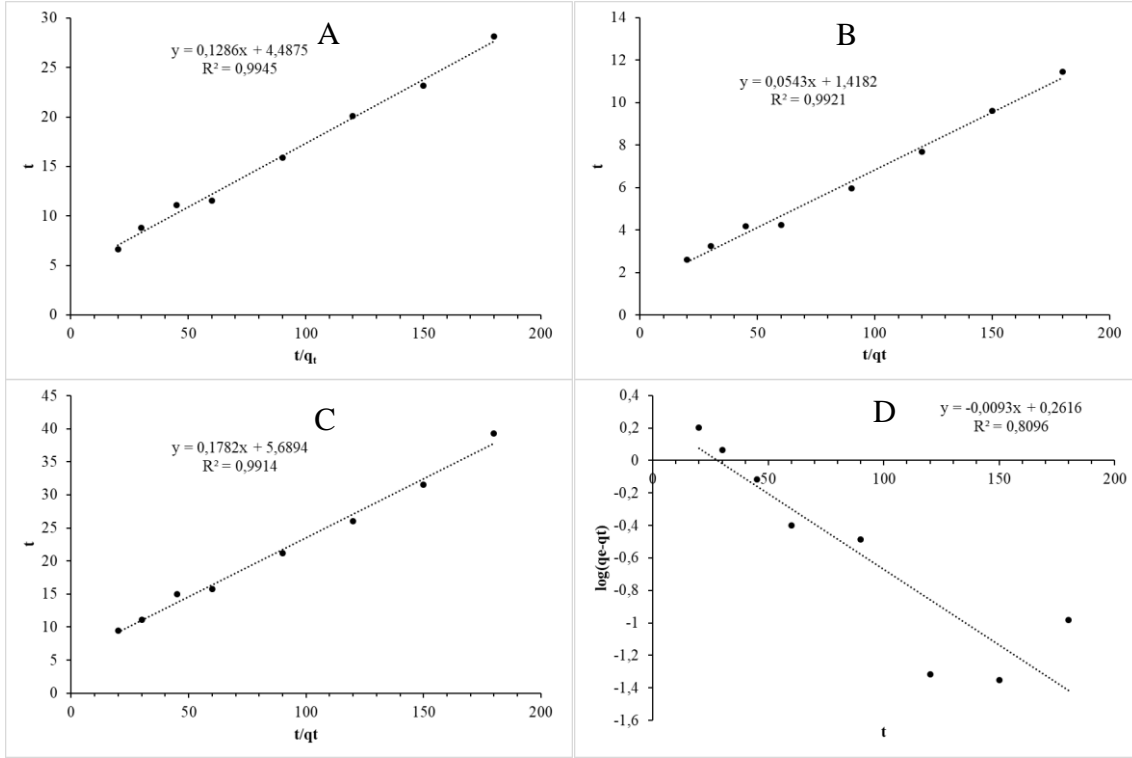 A
y = 0,1286x + 4,4875
R² = 0,9945
30
25
20
15
10
5
0
t
0 50 100 150 200
t/qₜ
B
y = 0,0543x + 1,4182
R² = 0,9921
14
12
10
8
6
4
2
0
t
0 50 100 150 200
t/qt
C
y = 0,1782x + 5,6894
R² = 0,9914
45
40
35
30
25
20
15
10
5
0
t
0 50 100 150 200
t/qt
D
y = -0,0093x + 0,2616
R² = 0,8096
0,4
0,2
0
-0,2
-0,4
-0,6
-0,8
-1
-1,2
-1,4
-1,6
log(qe-qt)
0 50 100 150 200
t